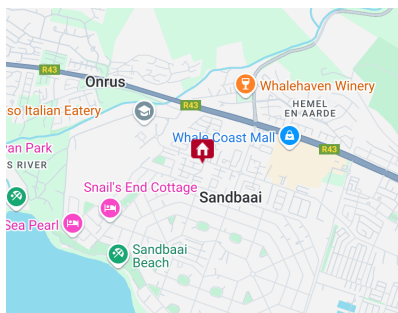 R43
Onrus
Whalehaven Winery
R43
HEMEL
EN AARDE
so Italian Eatery
Whale Coast Mall
R43
van Park
S RIVER
Snail's End Cottage
Sandbaai
Sea Pearl
Sandbaai
Beach